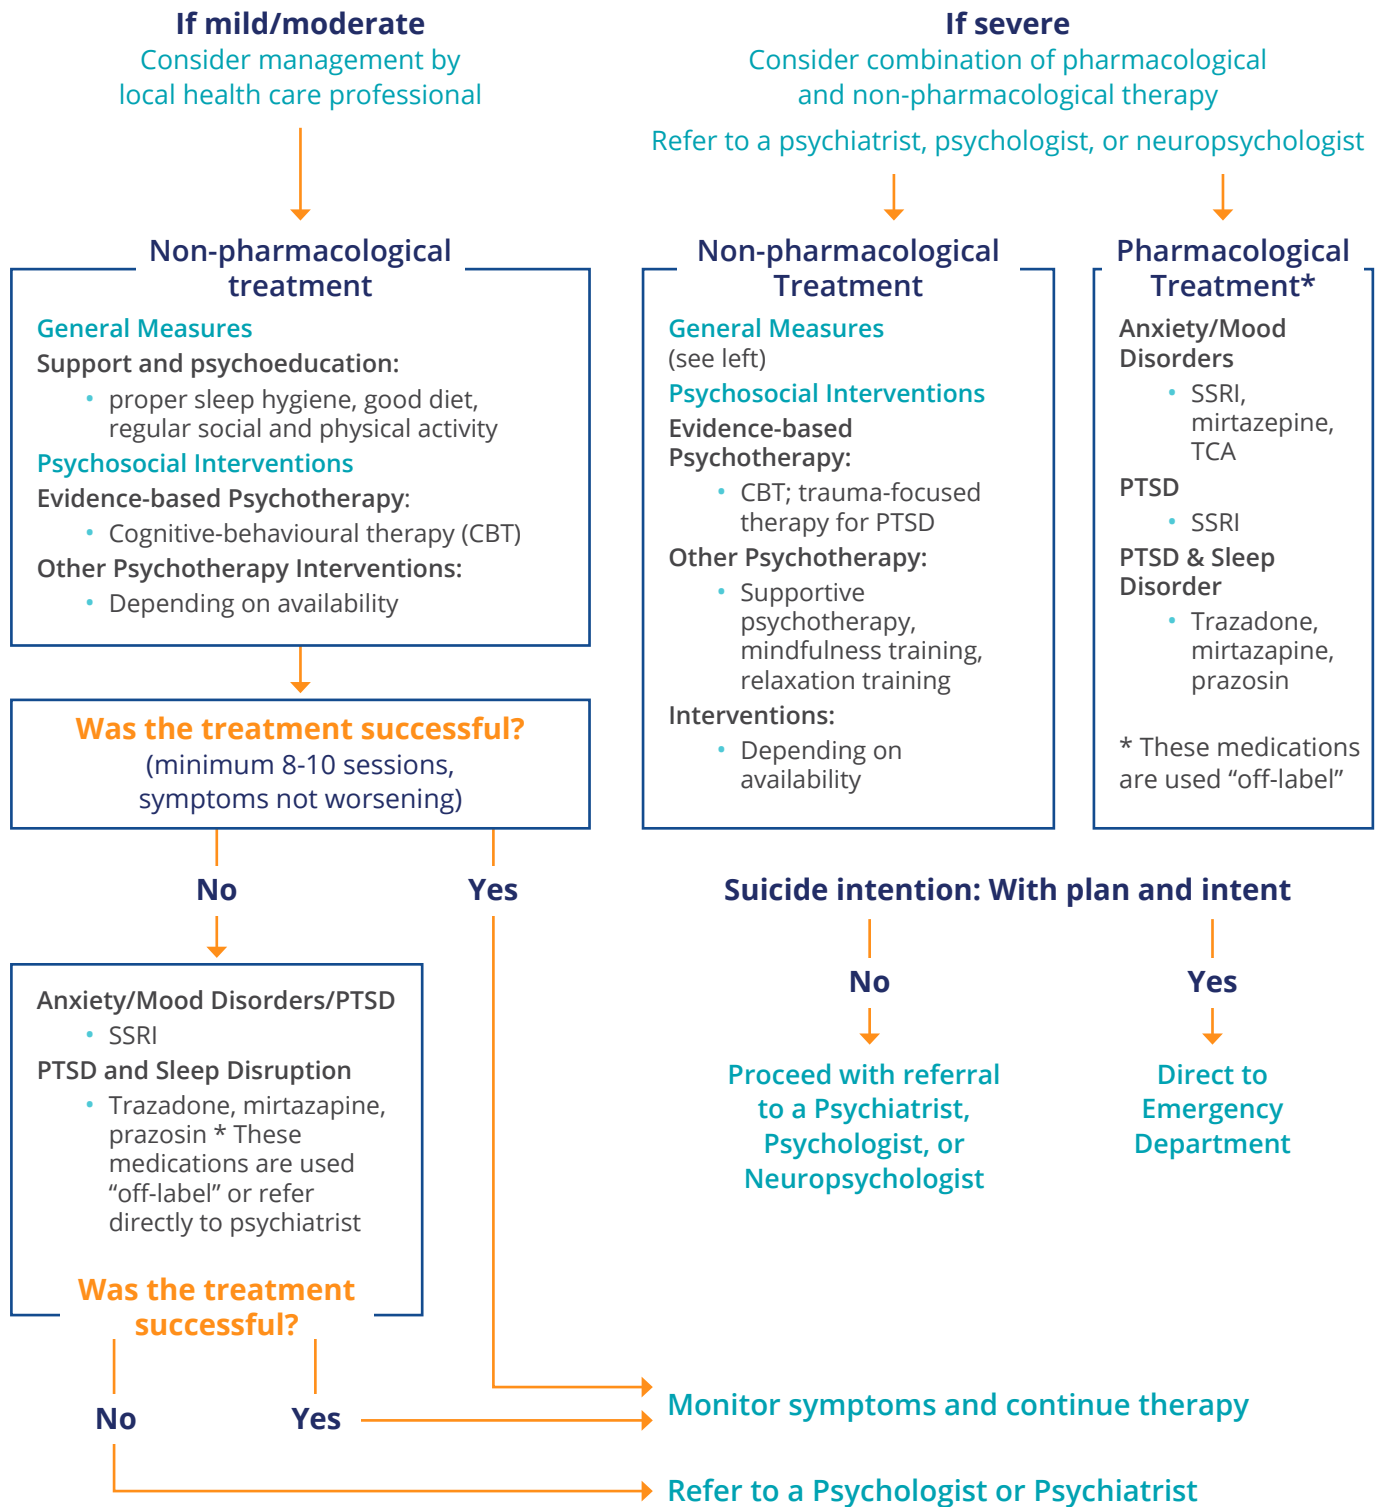 If mild/moderate
Consider management by
local health care professional
Non-pharmacological
treatment
General Measures
Support and psychoeducation:
• proper sleep hygiene, good diet,
regular social and physical activity
Psychosocial Interventions
Evidence-based Psychotherapy:
• Cognitive-behavioural therapy (CBT)
Other Psychotherapy Interventions:
• Depending on availability
Was the treatment successful?
(minimum 8-10 sessions,
symptoms not worsening)
No
Yes
Anxiety/Mood Disorders/PTSD
• SSRI
PTSD and Sleep Disruption
• Trazadone, mirtazapine,
prazosin * These
medications are used
“off-label” or refer
directly to psychiatrist
Was the treatment
successful?
No
Yes
Monitor symptoms and continue therapy
Refer to a Psychologist or Psychiatrist
If severe
Consider combination of pharmacological
and non-pharmacological therapy
Refer to a psychiatrist, psychologist, or neuropsychologist
Non-pharmacological
Treatment
General Measures
(see left)
Psychosocial Interventions
Evidence-based
Psychotherapy:
• CBT; trauma-focused
therapy for PTSD
Other Psychotherapy:
• Supportive
psychotherapy,
mindfulness training,
relaxation training
Interventions:
• Depending on
availability
Pharmacological
Treatment*
Anxiety/Mood
Disorders
• SSRI,
mirtazepine,
TCA
PTSD
• SSRI
PTSD & Sleep
Disorder
• Trazadone,
mirtazapine,
prazosin
* These medications
are used “off-label”
Suicide intention: With plan and intent
No
Proceed with referral
to a Psychiatrist,
Psychologist, or
Neuropsychologist
Yes
Direct to
Emergency
Department